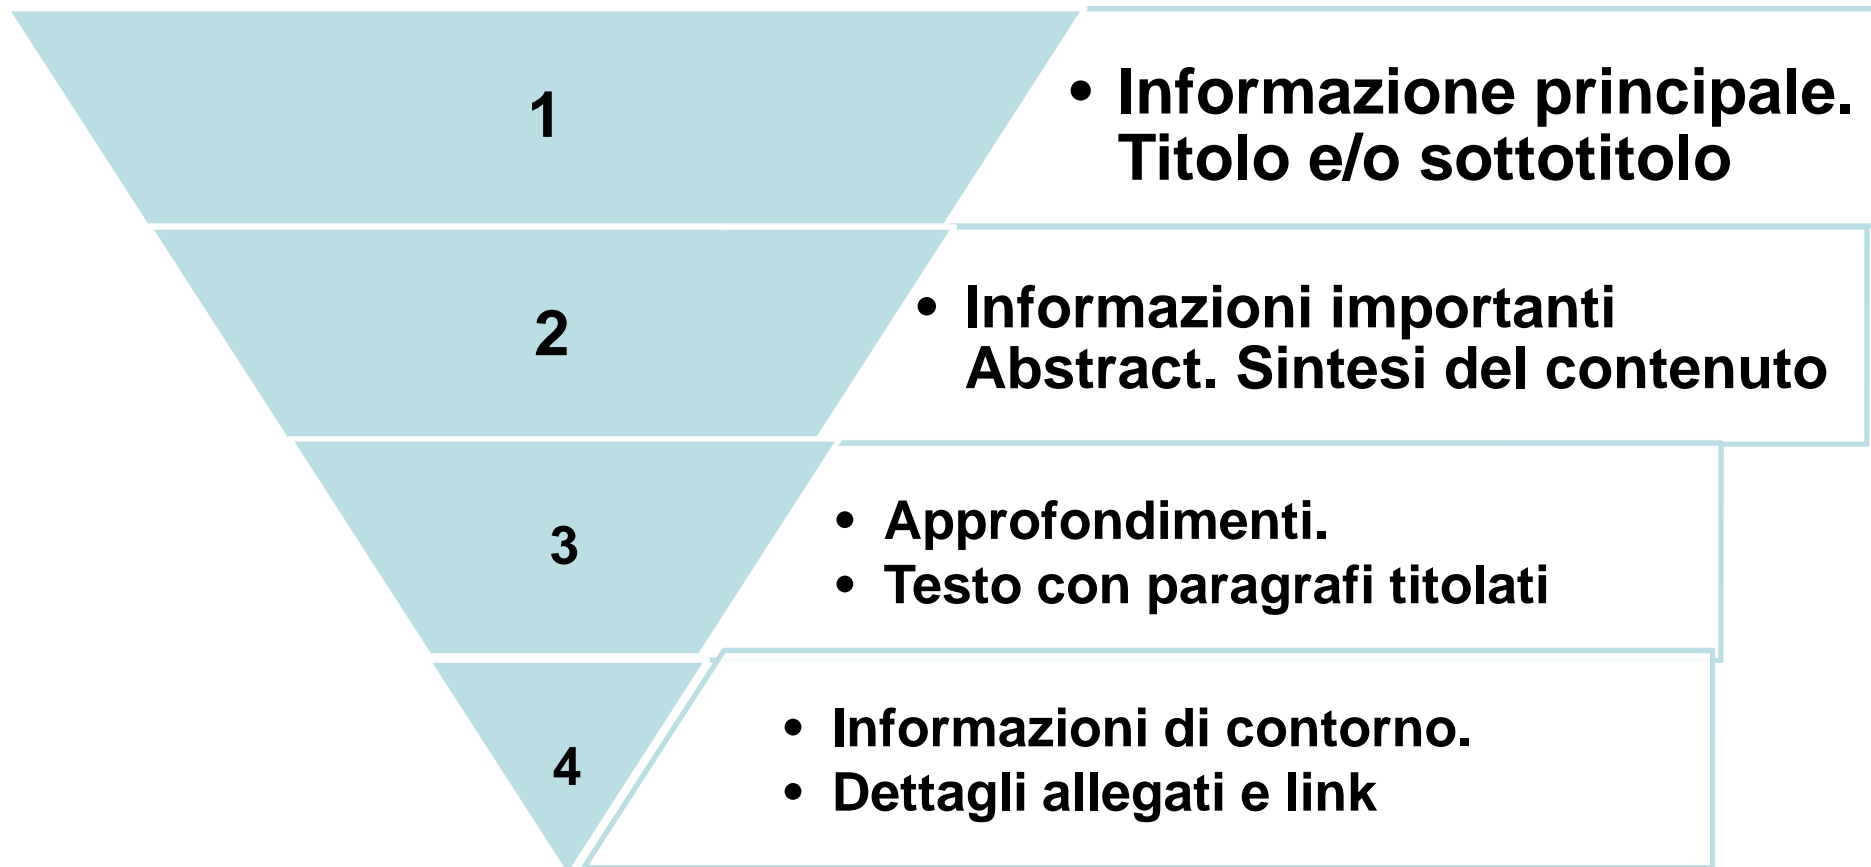 1
• Informazione principale.
Titolo e/o sottotitolo
2
• Informazioni importanti
Abstract. Sintesi del contenuto
3
• Approfondimenti.
• Testo con paragrafi titolati
4
• Informazioni di contorno.
• Dettagli allegati e link